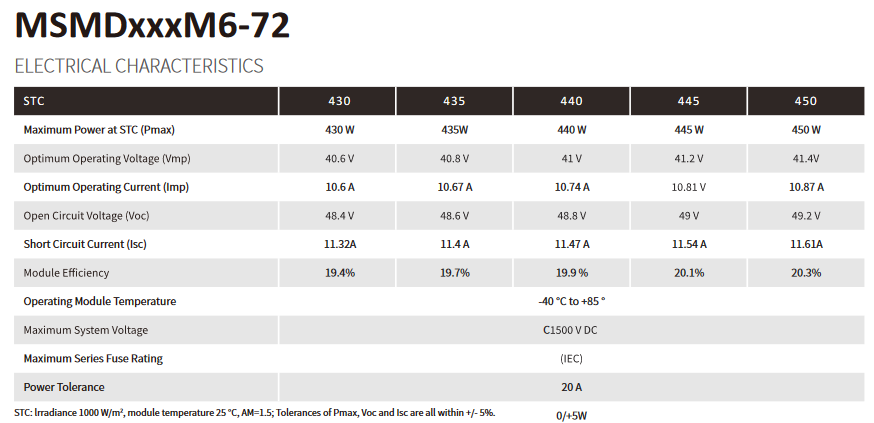 MSMDxxxM6-72
ELECTRICAL CHARACTERISTICS
STC 430 435 440 445 450
Maximum Power at STC (Pmax) 430 W 435W 440 W 445 W 450 W
Optimum Operating Voltage (Vmp) 40.6 V 40.8 V 41 V 41.2 V 41.4V
Optimum Operating Current (Imp) 10.6 A 10.67 A 10.74 A 10.81 V 10.87 A
Open Circuit Voltage (Voc) 48.4 V 48.6 V 48.8 V 49 V 49.2 V
Short Circuit Current (Isc) 11.32A 11.4 A 11.47 A 11.54 A 11.61A
Module Efficiency 19.4% 19.7% 19.9 % 20.1% 20.3%
Operating Module Temperature -40 °C to +85 °
Maximum System Voltage C1500 V DC
Maximum Series Fuse Rating (IEC)
Power Tolerance 20 A
STC: lrradiance 1000 W/m², module temperature 25 °C, AM=1.5; Tolerances of Pmax, Voc and Isc are all within +/- 5%. 0/+5W